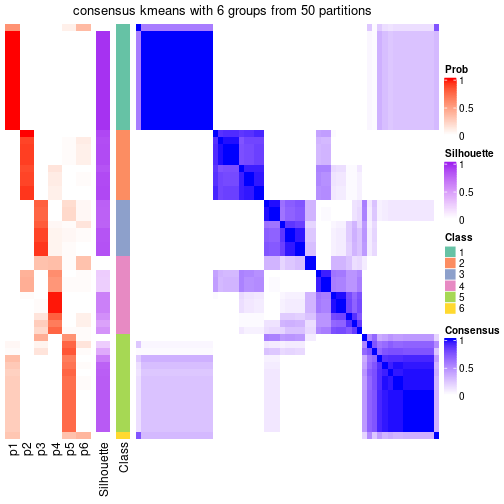 consensus kmeans with 6 groups from 50 partitions
Prob
1
0.5
0
Silhouette
1
0.5
0
Class
1
2
3
4
5
6
Consensus
1
0.5
0
p1
p2
p3
p4
p5
p6
Silhouette
Class